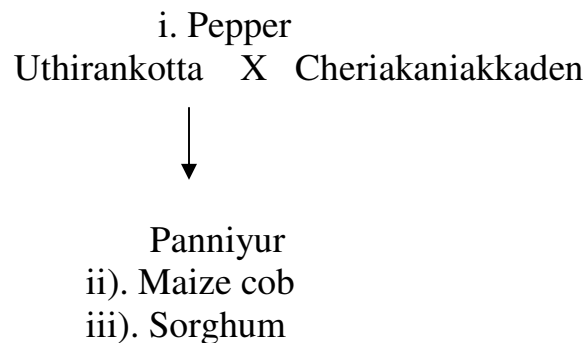 i. Pepper
Uthirankotta X Cheriakaniakkaden
Panniyur
ii). Maize cob
iii). Sorghum